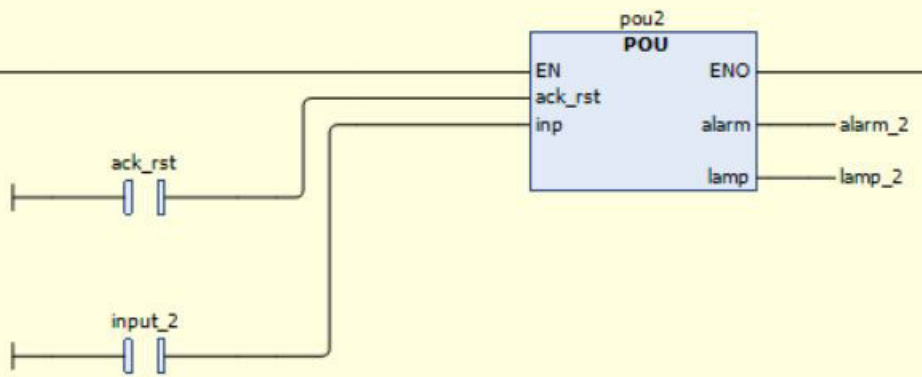 pou2
POU
EN ENO
ack_rst
inp alarm alarm_2
ack_rst
lamp lamp_2
input_2